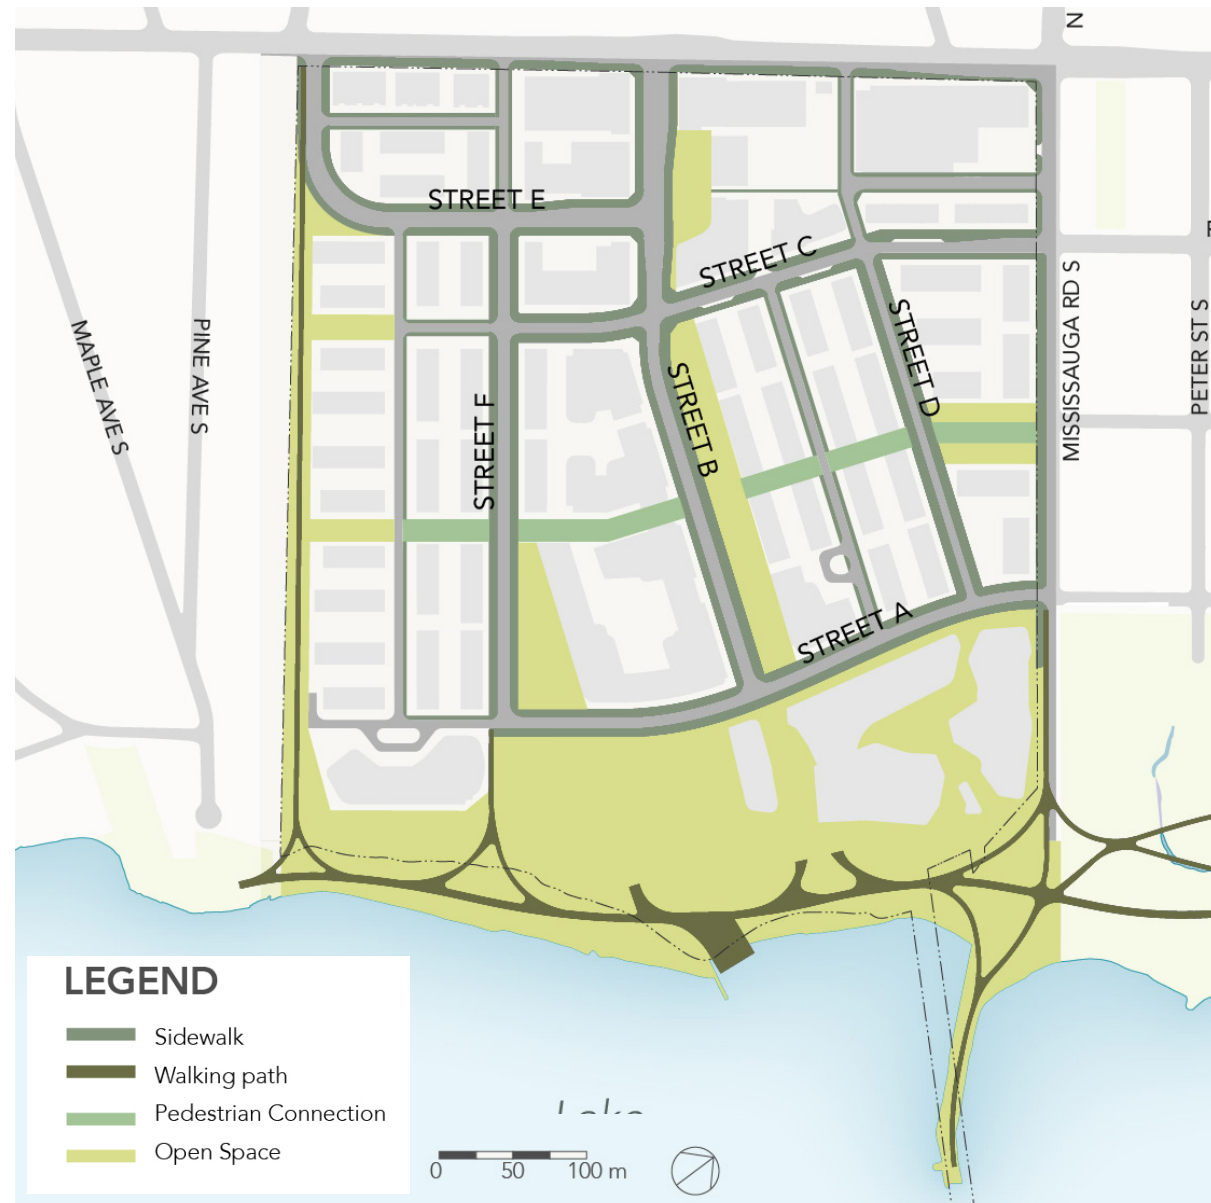 N
STREET E
STREET C
MAPLE AVE S
PINE AVE S
STREET F
STREET B
STREET D
MISSISSAUGA RD S
PETER ST S
STREET A
LEGEND
Sidewalk
Walking path
Pedestrian Connection
Open Space
0 50 100 m